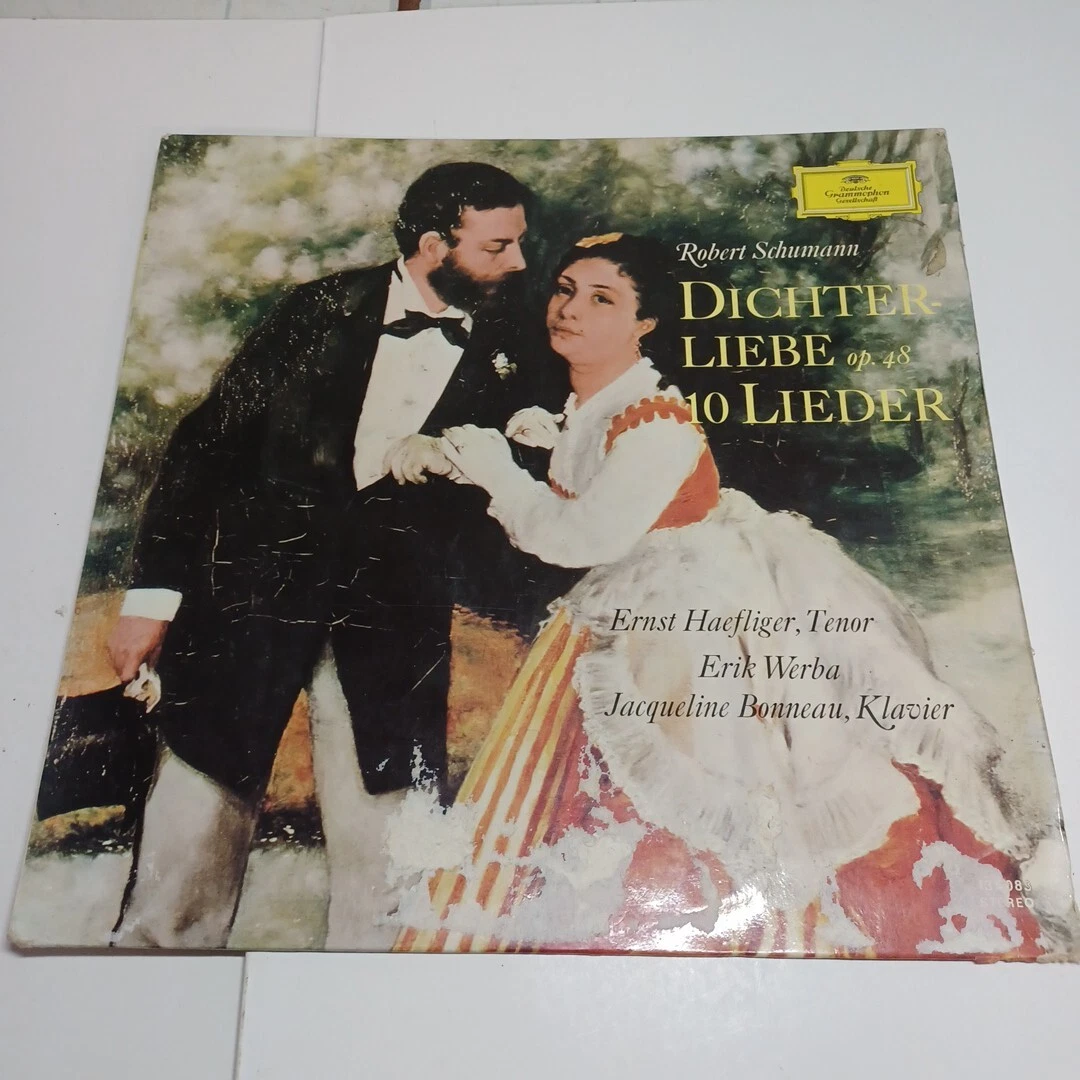 Deutsche
Grammophon
Gesellschaft
Robert Schumann
DICHTER-
LIEBE op. 48
10 LIEDER
Ernst Haefliger, Tenor
Erik Werba
Jacqueline Bonneau, Klavier
STEREO